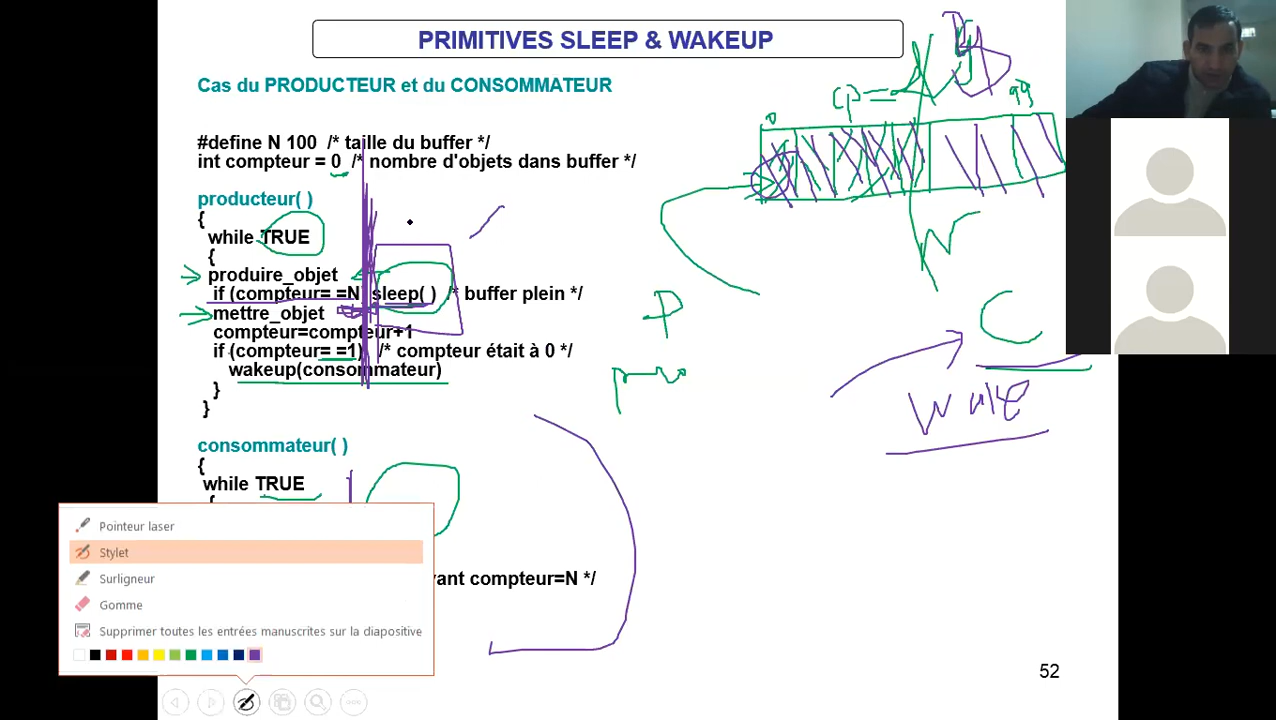 PRIMITIVES SLEEP & WAKEUP
Cas du PRODUCTEUR et du CONSOMMATEUR
#define N 100 /* taille du buffer */
int compteur = 0 /* nombre d'objets dans buffer */
producteur( )
{
while TRUE
{
produire_objet
if (compteur= =N) sleep( ) /* buffer plein */
mettre_objet
compteur=compteur+1
if (compteur= =1) /* compteur était à 0 */
wakeup(consommateur)
}
}
consommateur( )
{
while TRUE
{
vant compteur=N */
Pointeur laser
Stylet
Surligneur
Gomme
Supprimer toutes les entrées manuscrites sur la diapositive
0
99
CP=
N
P
C
52